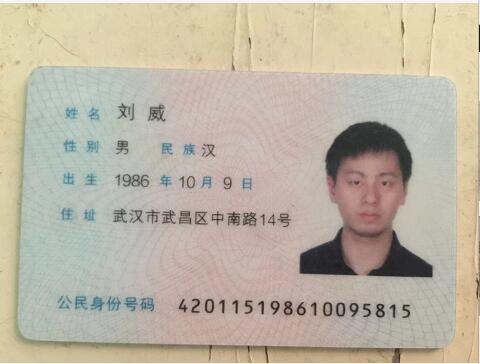 姓名 刘威
性别 男 民族 汉
出生 1986 年 10 月 9 日
住址 武汉市武昌区中南路14号
公民身份号码 420115198610095815